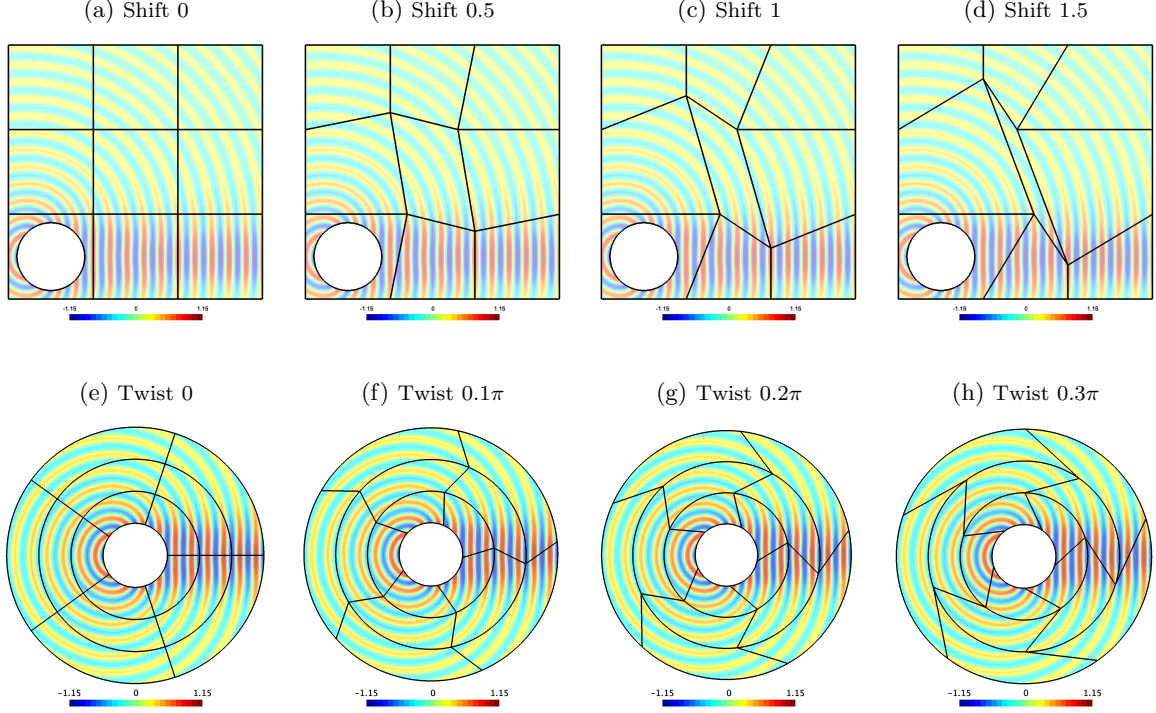 (a) Shift 0 (b) Shift 0.5 (c) Shift 1 (d) Shift 1.5
-1.15 0 1.15 -1.15 0 1.15 -1.15 0 1.15 -1.15 0 1.15
(e) Twist 0 (f) Twist 0.1π (g) Twist 0.2π (h) Twist 0.3π
-1.15 0 1.15 -1.15 0 1.15 -1.15 0 1.15 -1.15 0 1.15